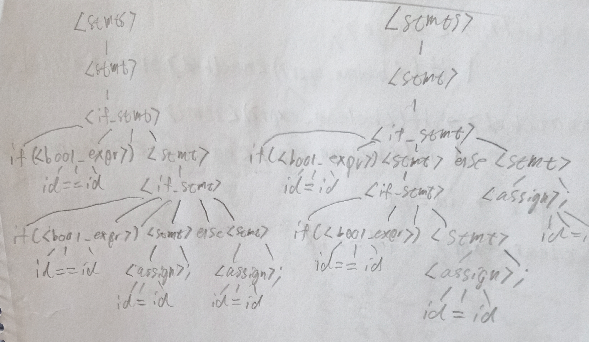 <stmts> <stmts>
<stmt> <stmt>
<if_stmt> <if_stmt>
if(<bool_expr>) <stmt> if(<bool_expr>) <stmt> else <stmt>
id==id <if_stmt> id==id <if_stmt> <assign>;
if(<bool_expr>) <stmt> else <stmt> if(<bool_expr>) <stmt> id=
id==id <assign>; <assign>; id==id <assign>;
id=id id=id id=id